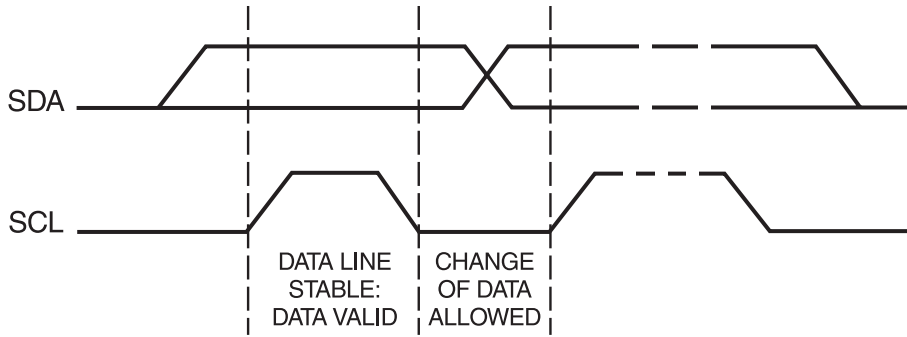 SDA
SCL
DATA LINE
STABLE:
DATA VALID
CHANGE
OF DATA
ALLOWED